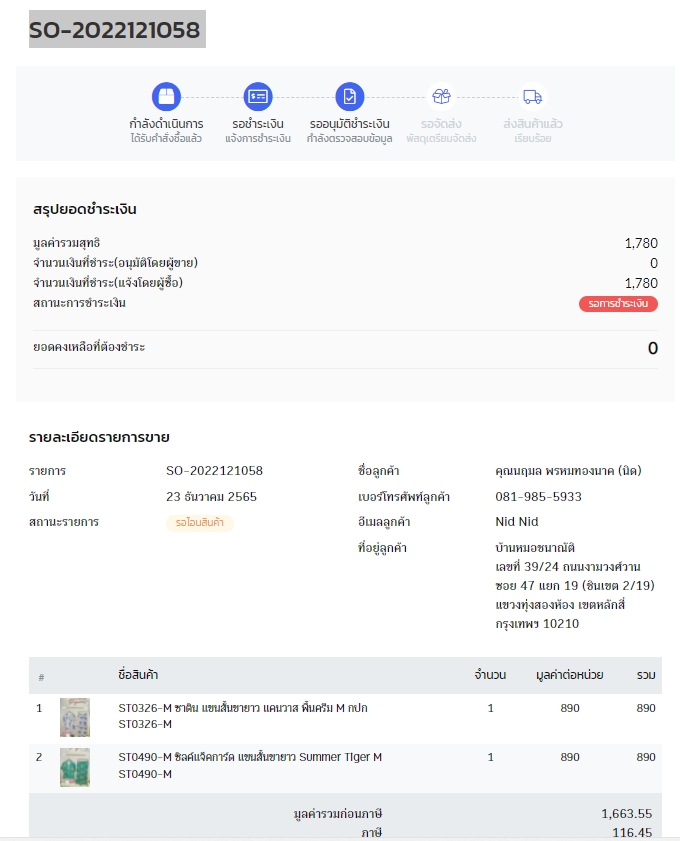 SO-2022121058
กำลังดำเนินการ
ได้รับคำสั่งซื้อแล้ว
รอชำระเงิน
แจ้งการชำระเงิน
รออนุมัติชำระเงิน
กำลังตรวจสอบข้อมูล
รอจัดส่ง
พัสดุเตรียมจัดส่ง
ส่งสินค้าแล้ว
เรียบร้อย
สรุปยอดชำระเงิน
มูลค่ารวมสุทธิ 1,780
จำนวนเงินที่ชำระ(อนุมัติโดยผู้ขาย) 0
จำนวนเงินที่ชำระ(แจ้งโดยผู้ซื้อ) 1,780
สถานะการชำระเงิน รอการชำระเงิน
ยอดคงเหลือที่ต้องชำระ 0
รายละเอียดรายการขาย
รายการ SO-2022121058
วันที่ 23 ธันวาคม 2565
สถานะรายการ รอโอนสินค้า
ชื่อลูกค้า คุณนฤมล พรหมทองนาค (นิด)
เบอร์โทรศัพท์ลูกค้า 081-985-5933
อีเมลลูกค้า Nid Nid
ที่อยู่ลูกค้า บ้านหมอชนาณัติ
เลขที่ 39/24 ถนนงามวงศ์วาน
ซอย 47 แยก 19 (ชินเขต 2/19)
แขวงทุ่งสองห้อง เขตหลักสี่
กรุงเทพฯ 10210
# ชื่อสินค้า จำนวน มูลค่าต่อหน่วย รวม
1 ST0326-M ซาติน แขนสั้นขายาว แคนวาส พื้นครีม M กปก 1 890 890
ST0326-M
2 ST0490-M ซิลค์แจ็คการ์ด แขนสั้นขายาว Summer Tiger M 1 890 890
ST0490-M
มูลค่ารวมก่อนภาษี 1,663.55
ภาษี 116.45